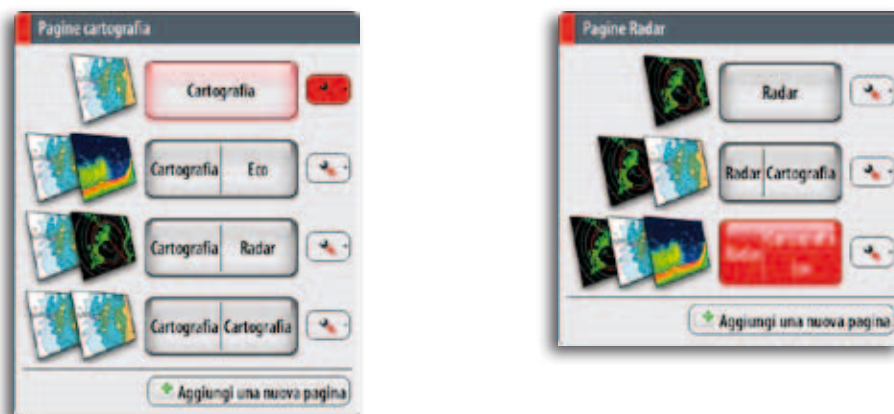 Pagine cartografia
Cartografia
Cartografia Eco
Cartografia Radar
Cartografia Cartografia
Aggiungi una nuova pagina
Pagine Radar
Radar
Radar Cartografia
Radar
Aggiungi una nuova pagina